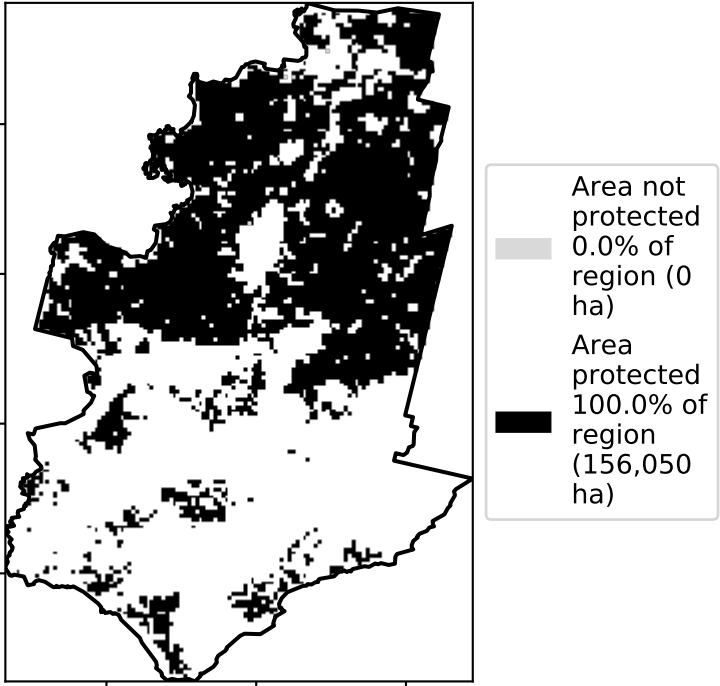 Area not
protected
0.0% of
region (0
ha)
Area
protected
100.0% of
region
(156,050
ha)